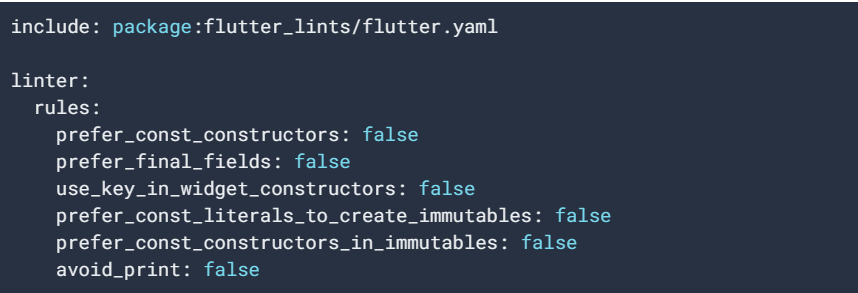 include: package:flutter_lints/flutter.yaml
linter:
rules:
prefer_const_constructors: false
prefer_final_fields: false
use_key_in_widget_constructors: false
prefer_const_literals_to_create_immutables: false
prefer_const_constructors_in_immutables: false
avoid_print: false